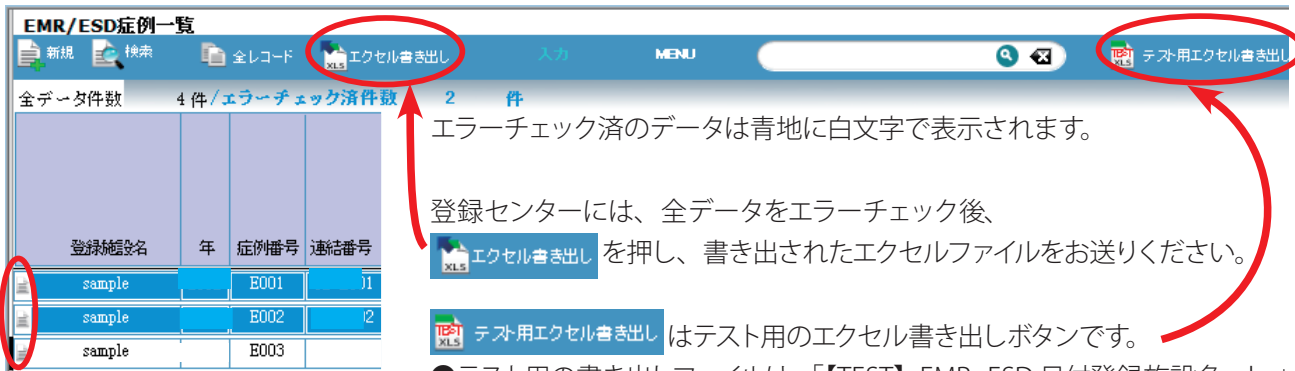 EMR/ESD症例一覧
新規 検索 全レコード エクセル書き出し 入力 MENU テスト用エクセル書き出し
全データ件数 4 件/エラーチェック済件数 2 件
エラーチェック済のデータは青地に白文字で表示されます。
登録センターには、全データをエラーチェック後、
エクセル書き出し を押し、書き出されたエクセルファイルをお送りください。
登録施設名 年 症例番号 連結番号
sample E001 01
sample E002 02
sample E003
テスト用エクセル書き出し はテスト用のエクセル書き出しボタンです。